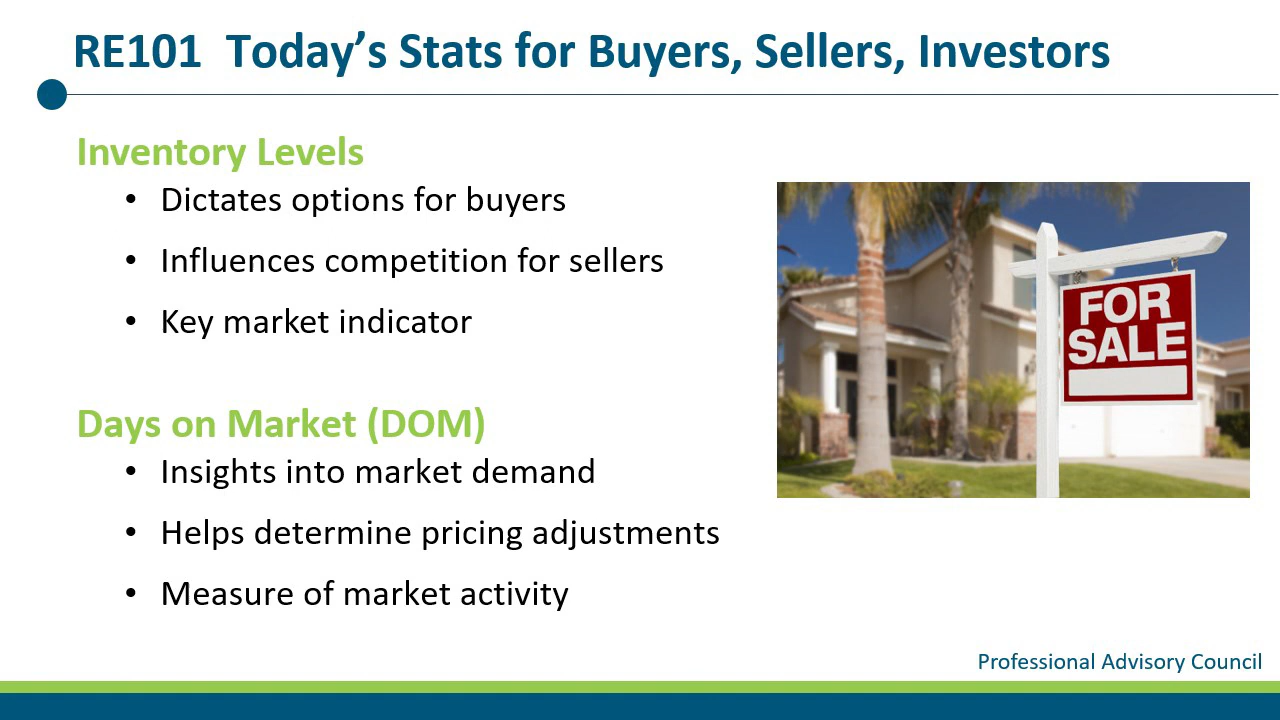 RE101 Today’s Stats for Buyers, Sellers, Investors
Inventory Levels
• Dictates options for buyers
• Influences competition for sellers
• Key market indicator
FOR
SALE
Days on Market (DOM)
• Insights into market demand
• Helps determine pricing adjustments
• Measure of market activity
Professional Advisory Council